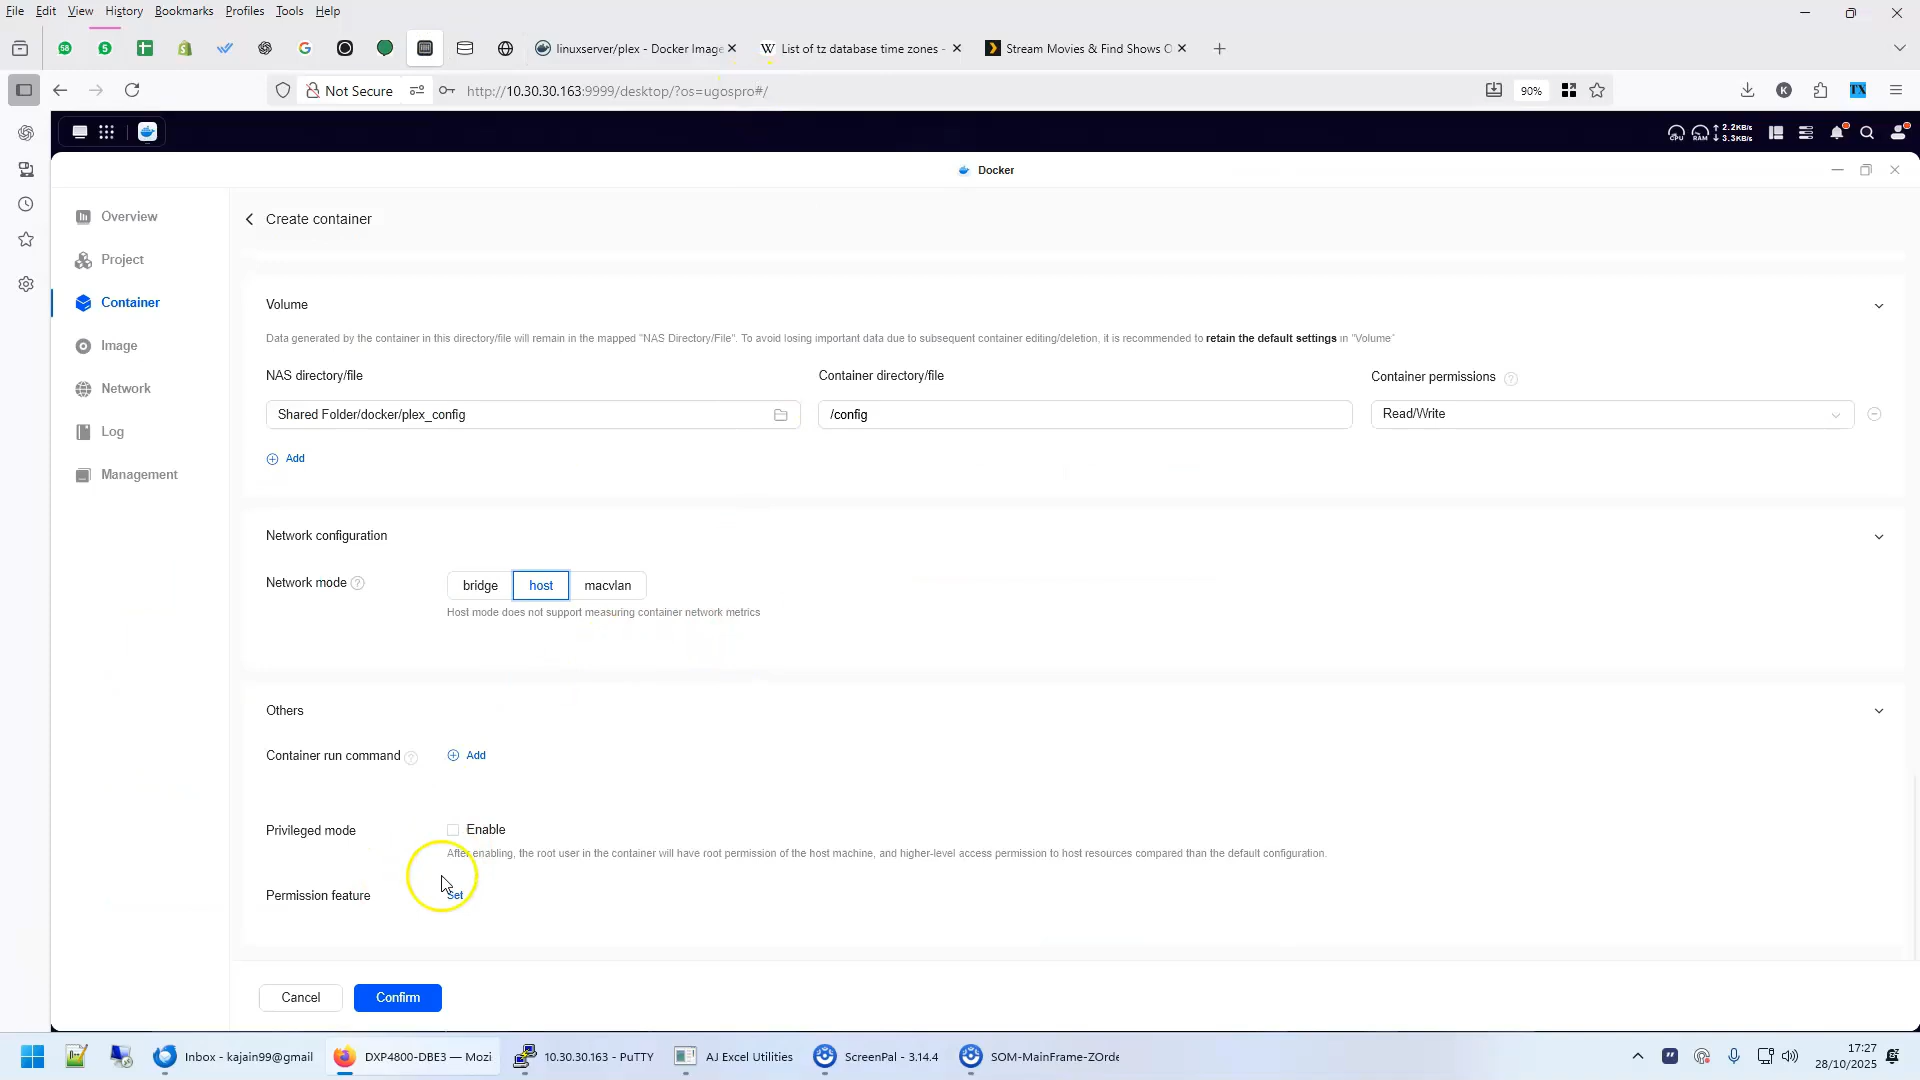 File Edit View History Bookmarks Profiles Tools Help
linuxserver/plex - Docker Image
List of tz database time zones -
Stream Movies & Find Shows O
Not Secure
http://10.30.30.163:9999/desktop/?os=ugospro#/
90%
CPU
RAM
2.2KB/s
3.3KB/s
Docker
Overview
Project
Container
Image
Network
Log
Management
Create container
Volume
Data generated by the container in this directory/file will remain in the mapped "NAS Directory/File". To avoid losing important data due to subsequent container editing/deletion, it is recommended to retain the default settings in "Volume"
NAS directory/file
Container directory/file
Container permissions
Shared Folder/docker/plex_config
/config
Read/Write
Add
Network configuration
Network mode
bridge
host
macvlan
Host mode does not support measuring container network metrics
Others
Container run command
Add
Privileged mode
Enable
After enabling, the root user in the container will have root permission of the host machine, and higher-level access permission to host resources compared than the default configuration.
Permission feature
Set
Cancel
Confirm
Inbox - kajain99@gmail
DXP4800-DBE3 — Mozi
10.30.30.163 - PuTTY
AJ Excel Utilities
ScreenPal - 3.14.4
SOM-MainFrame-ZOrde
17:27
28/10/2025